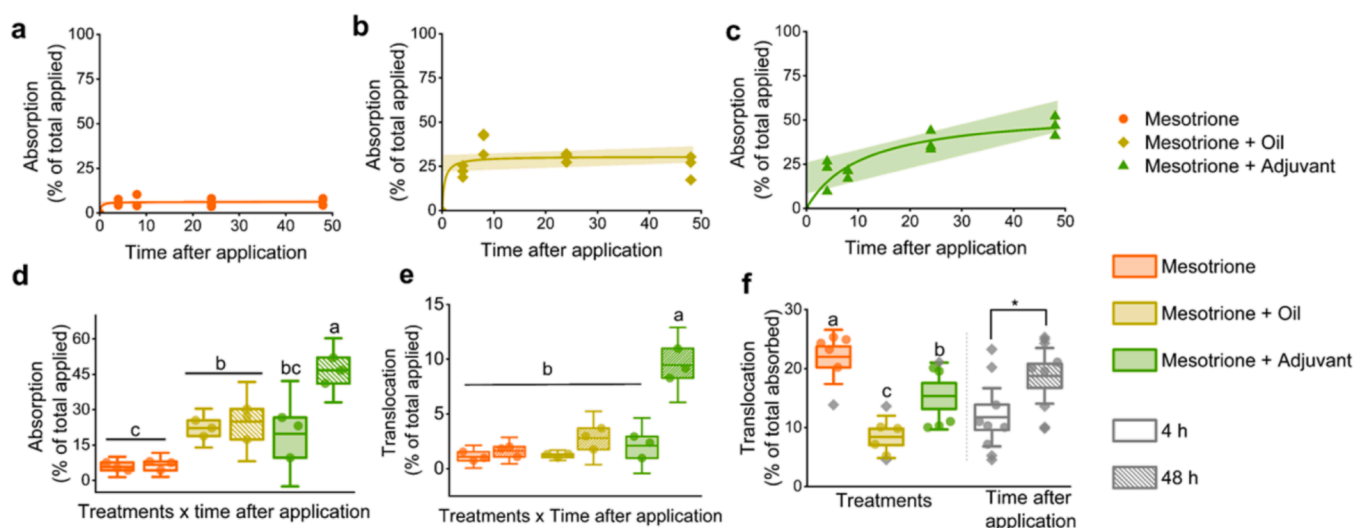 a
Absorption
(% of total applied)
100
75
50
25
0
0 10 20 30 40 50
Time after application
b
Absorption
(% of total applied)
100
75
50
25
0
0 10 20 30 40 50
Time after application
c
Absorption
(% of total applied)
100
75
50
25
0
0 10 20 30 40 50
Time after application
Mesotrione
Mesotrione + Oil
Mesotrione + Adjuvant
d
Absorption
(% of total applied)
60
45
30
15
0
c
b
bc
a
Treatments x time after application
e
Translocation
(% of total applied)
15
10
5
0
b
a
Treatments x Time after application
f
Translocation
(% of total absorbed)
30
20
10
0
a
c
b
*
Treatments
Time after
application
Mesotrione
Mesotrione + Oil
Mesotrione + Adjuvant
4 h
48 h